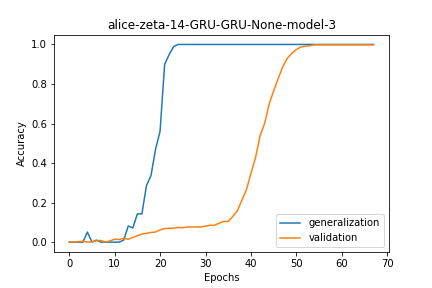 alice-zeta-14-GRU-GRU-None-model-3
1.0
0.8
0.6
0.4
0.2
0.0
Accuracy
generalization
validation
0 10 20 30 40 50 60 70
Epochs